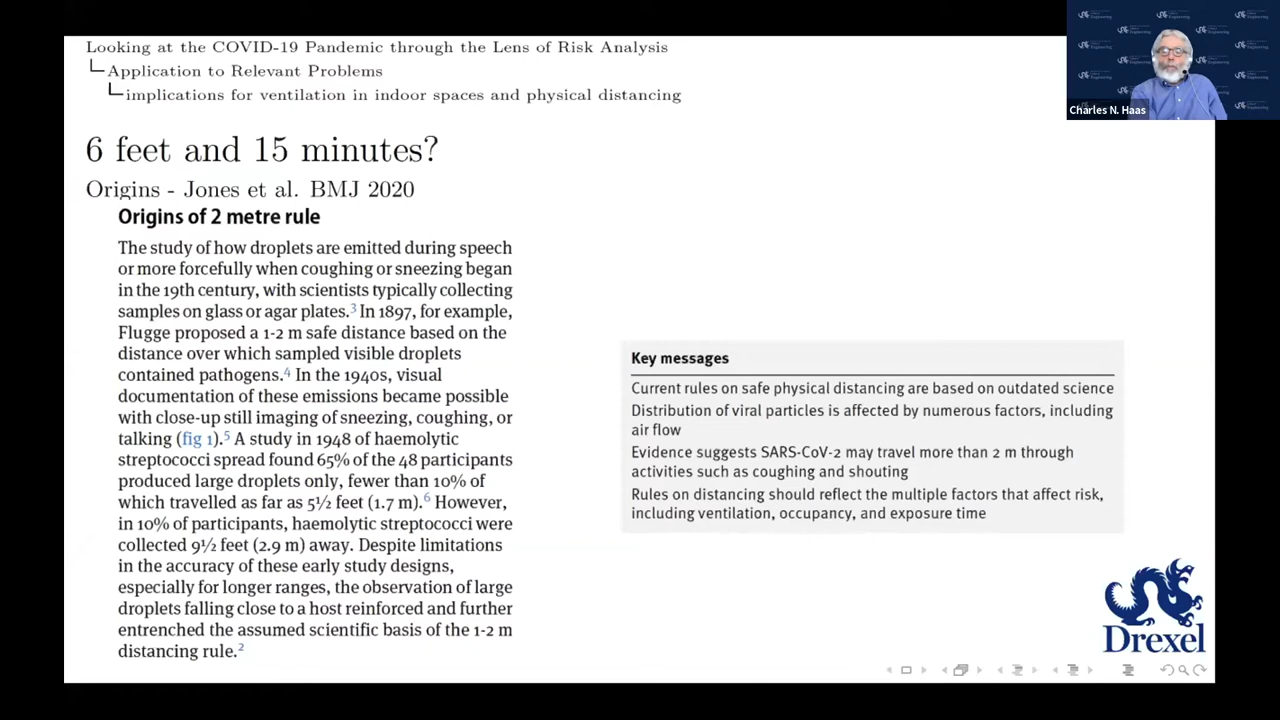 Looking at the COVID-19 Pandemic through the Lens of Risk Analysis
Application to Relevant Problems
implications for ventilation in indoor spaces and physical distancing
Charles N. Haas
6 feet and 15 minutes?
Origins - Jones et al. BMJ 2020
Origins of 2 metre rule
The study of how droplets are emitted during speech
or more forcefully when coughing or sneezing began
in the 19th century, with scientists typically collecting
samples on glass or agar plates.3 In 1897, for example,
Flugge proposed a 1-2 m safe distance based on the
distance over which sampled visible droplets
contained pathogens.4 In the 1940s, visual
documentation of these emissions became possible
with close-up still imaging of sneezing, coughing, or
talking (fig 1).5 A study in 1948 of haemolytic
streptococci spread found 65% of the 48 participants
produced large droplets only, fewer than 10% of
which travelled as far as 5½ feet (1.7 m).6 However,
in 10% of participants, haemolytic streptococci were
collected 9½ feet (2.9 m) away. Despite limitations
in the accuracy of these early study designs,
especially for longer ranges, the observation of large
droplets falling close to a host reinforced and further
entrenched the assumed scientific basis of the 1-2 m
distancing rule.2
Key messages
Current rules on safe physical distancing are based on outdated science
Distribution of viral particles is affected by numerous factors, including
air flow
Evidence suggests SARS-CoV-2 may travel more than 2 m through
activities such as coughing and shouting
Rules on distancing should reflect the multiple factors that affect risk,
including ventilation, occupancy, and exposure time
Drexel